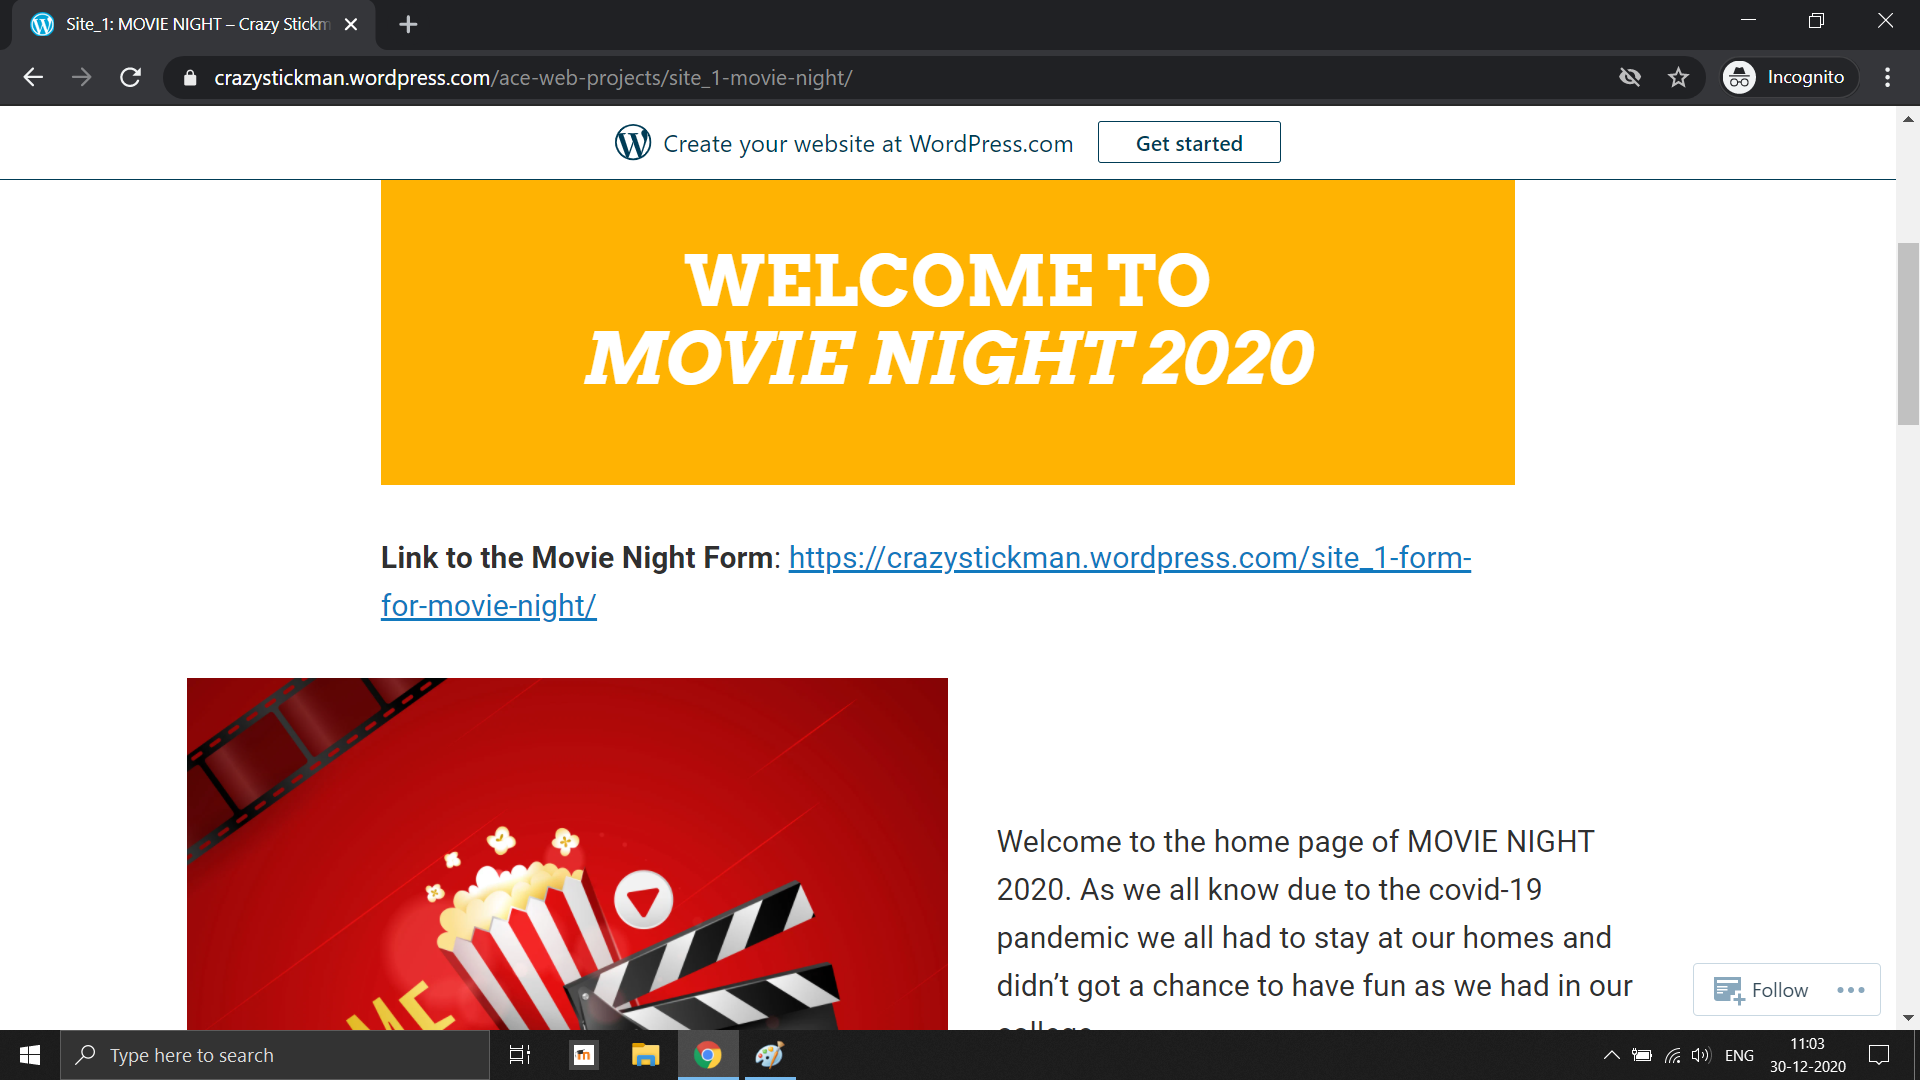 Site_1: MOVIE NIGHT – Crazy Stickm
crazystickman.wordpress.com/ace-web-projects/site_1-movie-night/
Incognito
Create your website at WordPress.com
Get started
WELCOME TO
MOVIE NIGHT 2020
Link to the Movie Night Form: https://crazystickman.wordpress.com/site_1-form-
for-movie-night/
ME
Welcome to the home page of MOVIE NIGHT
2020. As we all know due to the covid-19
pandemic we all had to stay at our homes and
didn’t got a chance to have fun as we had in our
college
Follow
Type here to search
ENG
11:03
30-12-2020